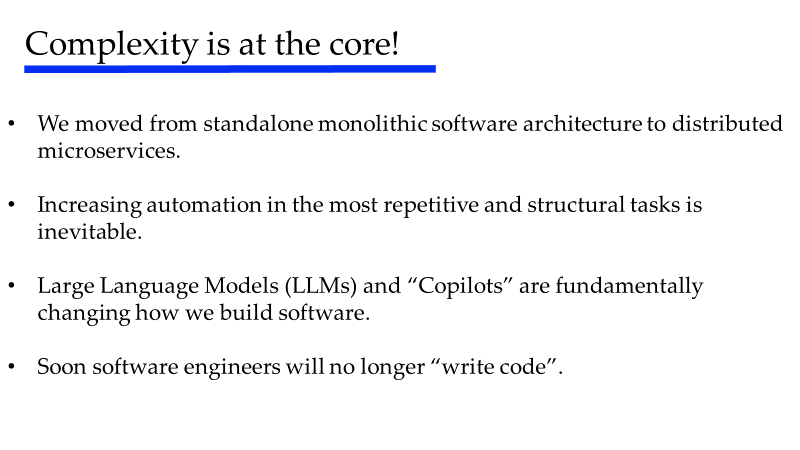 Complexity is at the core!
• We moved from standalone monolithic software architecture to distributed
microservices.
• Increasing automation in the most repetitive and structural tasks is
inevitable.
• Large Language Models (LLMs) and “Copilots” are fundamentally
changing how we build software.
• Soon software engineers will no longer “write code”.